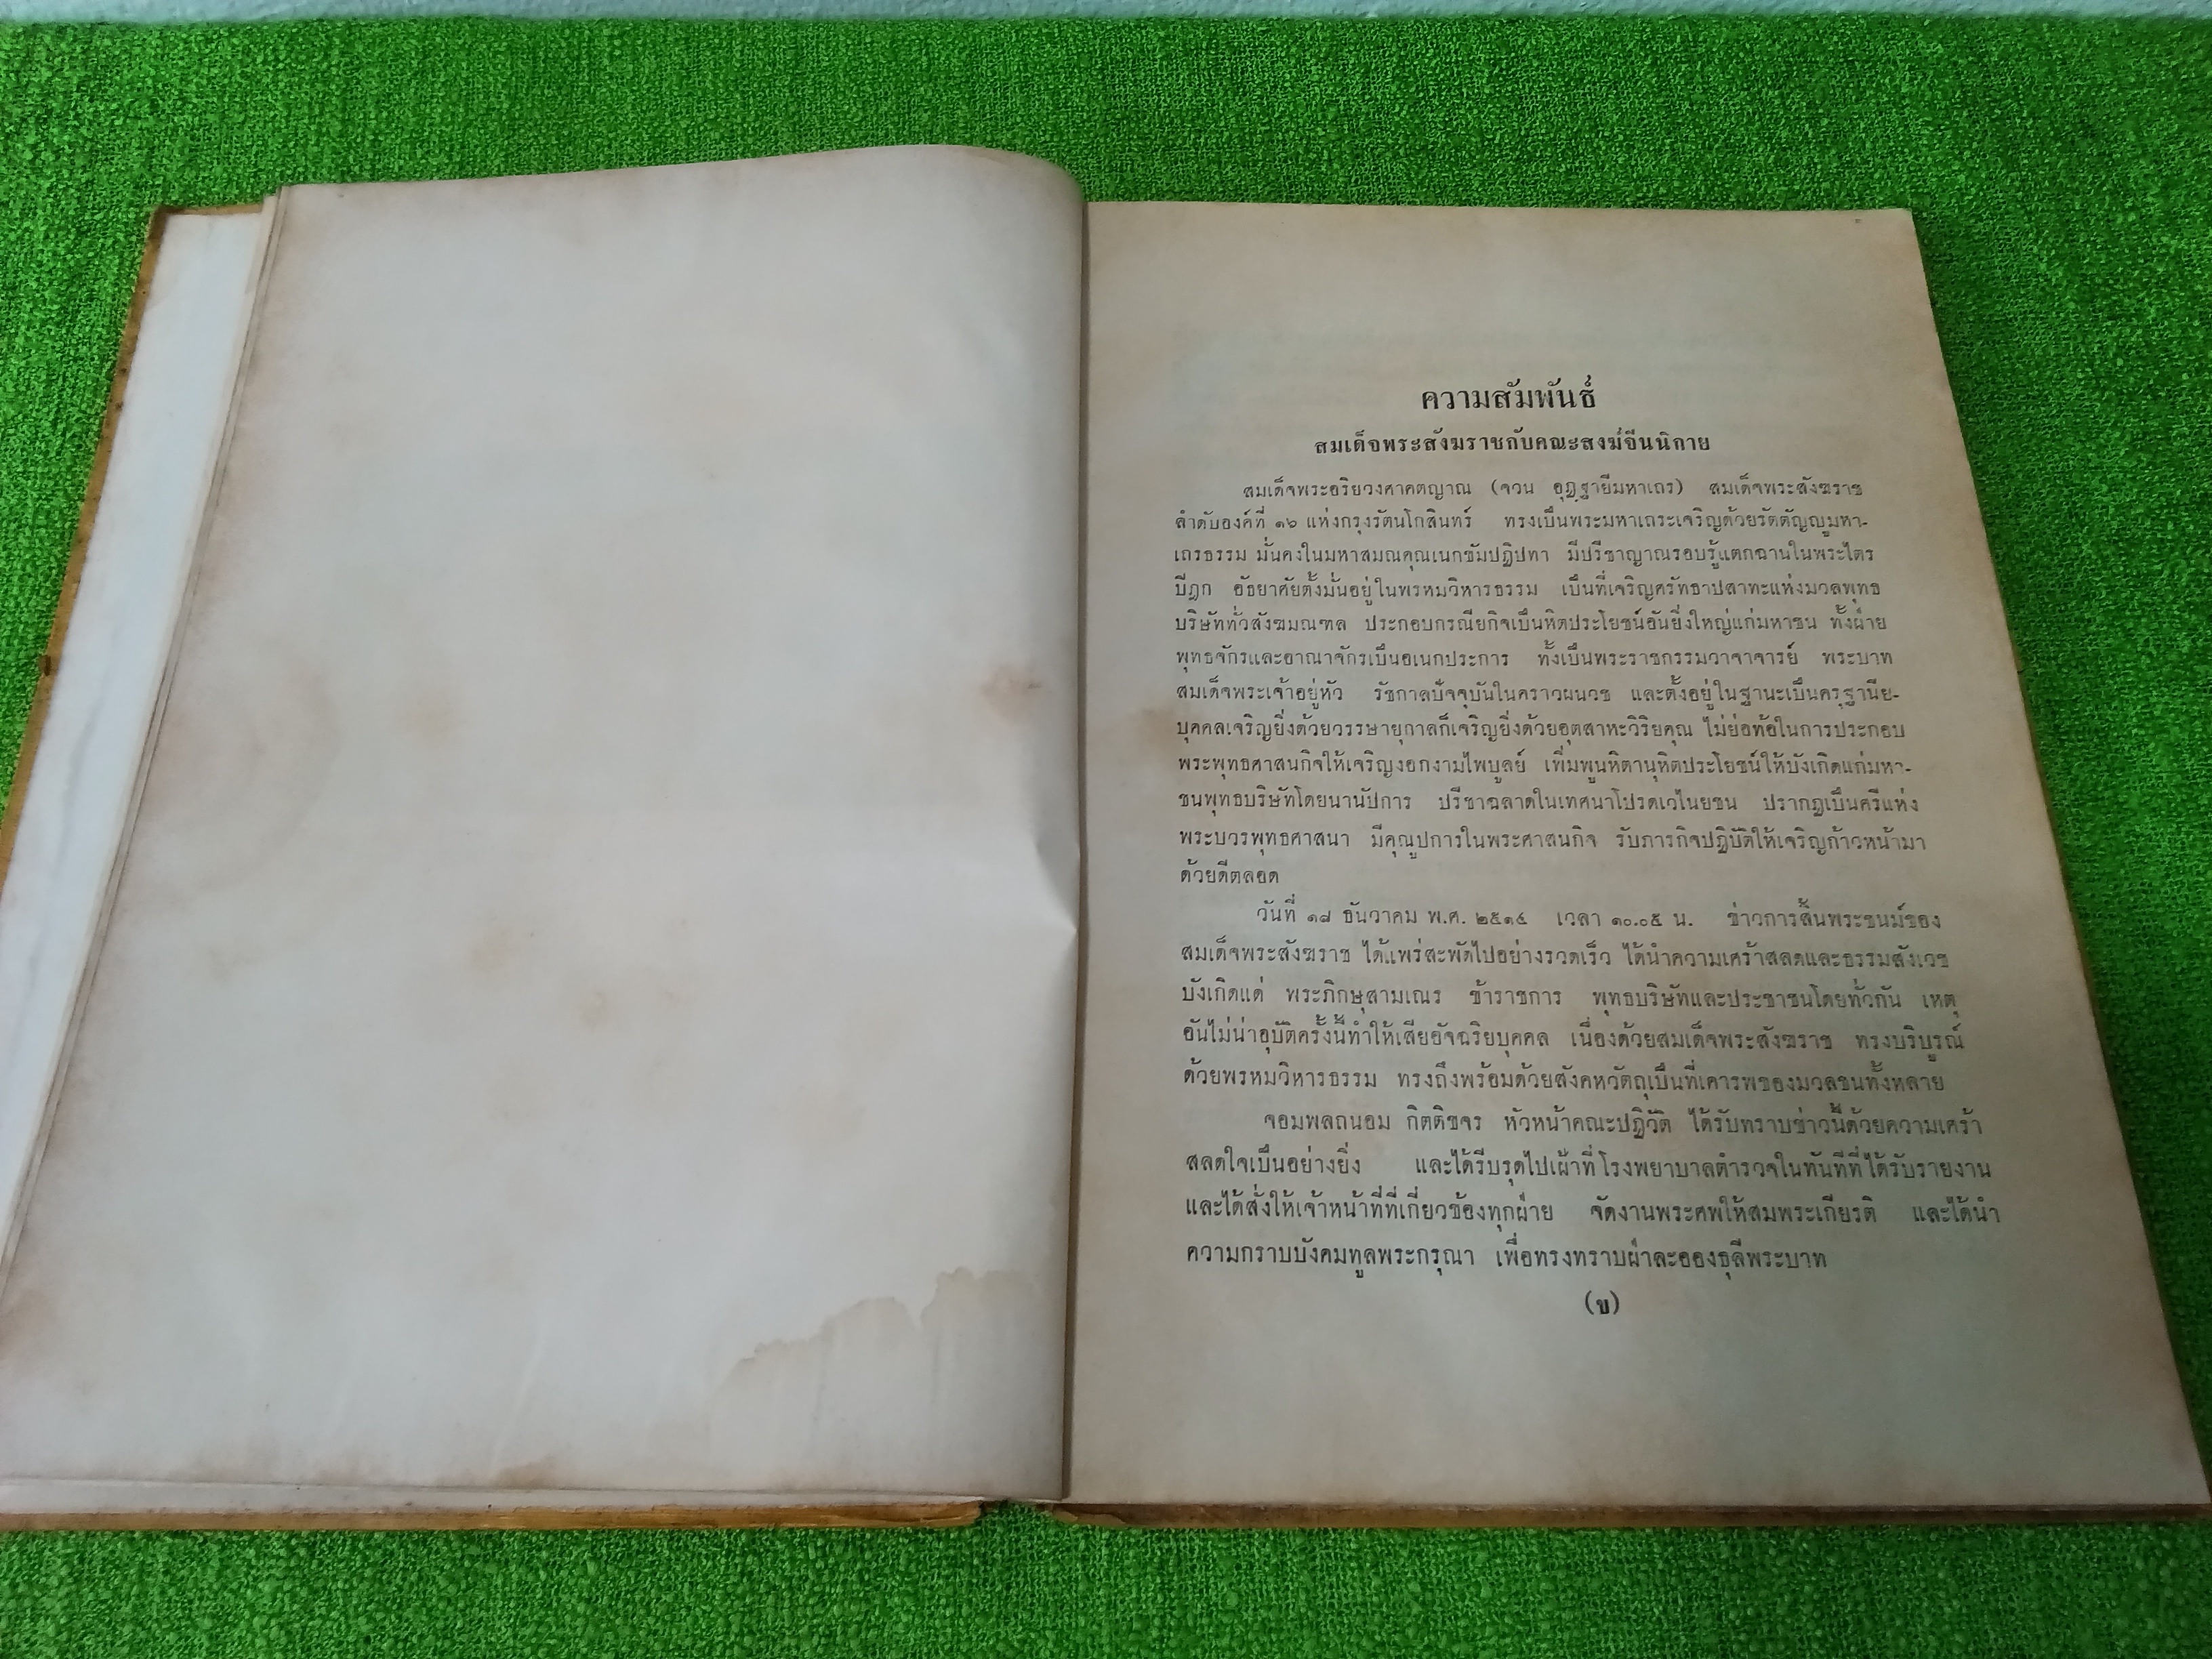 ความสัมพันธ์
สมเด็จพระสังฆราชกับคณะสงฆ์จีนนิกาย
สมเด็จพระอริยวงศาคตญาณ (จวน อุฏฺฐายีมหาเถร) สมเด็จพระสังฆราช
ลำดับองค์ที่ ๑๖ แห่งกรุงรัตนโกสินทร์ ทรงเป็นพระมหาเถระเจริญด้วยรัตตัญญูมหา-
เถรธรรม มั่นคงในมหาสมณคุณเนกขัมปฏิปทา มีปรีชาญาณรอบรู้แตกฉานในพระไตร
ปิฎก อัธยาศัยตั้งมั่นอยู่ในพรหมวิหารธรรม เป็นที่เจริญศรัทธาปสาทะแห่งมวลพุทธ
บริษัททั่วสังฆมณฑล ประกอบกรณียกิจเป็นหิตประโยชน์อันยิ่งใหญ่แก่มหาชน ทั้งฝ่าย
พุทธจักรและอาณาจักรเป็นอเนกประการ ทั้งเป็นพระราชกรรมวาจาจารย์ พระบาท
สมเด็จพระเจ้าอยู่หัว รัชกาลปัจจุบันในคราวผนวช และตั้งอยู่ในฐานะเป็นครุฐานีย-
บุคคลเจริญยิ่งด้วยวรรษายุกาลก็เจริญยิ่งด้วยอุตสาหะวิริยคุณ ไม่ย่อท้อในการประกอบ
พระพุทธศาสนกิจให้เจริญงอกงามไพบูลย์ เพิ่มพูนหิตานุหิตประโยชน์ให้บังเกิดแก่มหา-
ชนพุทธบริษัทโดยนานัปการ ปรีชาฉลาดในเทศนาโปรดเวไนยชน ปรากฏเป็นศรีแห่ง
พระบวรพุทธศาสนา มีคุณูปการในพระศาสนกิจ รับภารกิจปฏิบัติให้เจริญก้าวหน้ามา
ด้วยดีตลอด
วันที่ ๑๘ ธันวาคม พ.ศ. ๒๕๑๔ เวลา ๑๐.๐๕ น. ข่าวการสิ้นพระชนม์ของ
สมเด็จพระสังฆราช ได้แพร่สะพัดไปอย่างรวดเร็ว ได้นำความเศร้าสลดและธรรมสังเวช
บังเกิดแด่ พระภิกษุสามเณร ข้าราชการ พุทธบริษัทและประชาชนโดยทั่วกัน เหตุ
อันไม่น่าอุบัติครั้งนี้ทำให้เสียอัจฉริยบุคคล เนื่องด้วยสมเด็จพระสังฆราช ทรงบริบูรณ์
ด้วยพรหมวิหารธรรม ทรงถึงพร้อมด้วยสังคหวัตถุเป็นที่เคารพของมวลชนทั้งหลาย
จอมพลถนอม กิตติขจร หัวหน้าคณะปฏิวัติ ได้รับทราบข่าวนี้ด้วยความเศร้า
สลดใจเป็นอย่างยิ่ง และได้รีบรุดไปเฝ้าที่โรงพยาบาลตำรวจในทันทีที่ได้รับรายงาน
และได้สั่งให้เจ้าหน้าที่ที่เกี่ยวข้องทุกฝ่าย จัดงานพระศพให้สมพระเกียรติ และได้นำ
ความกราบบังคมทูลพระกรุณา เพื่อทรงทราบฝ่าละอองธุลีพระบาท
(ข)